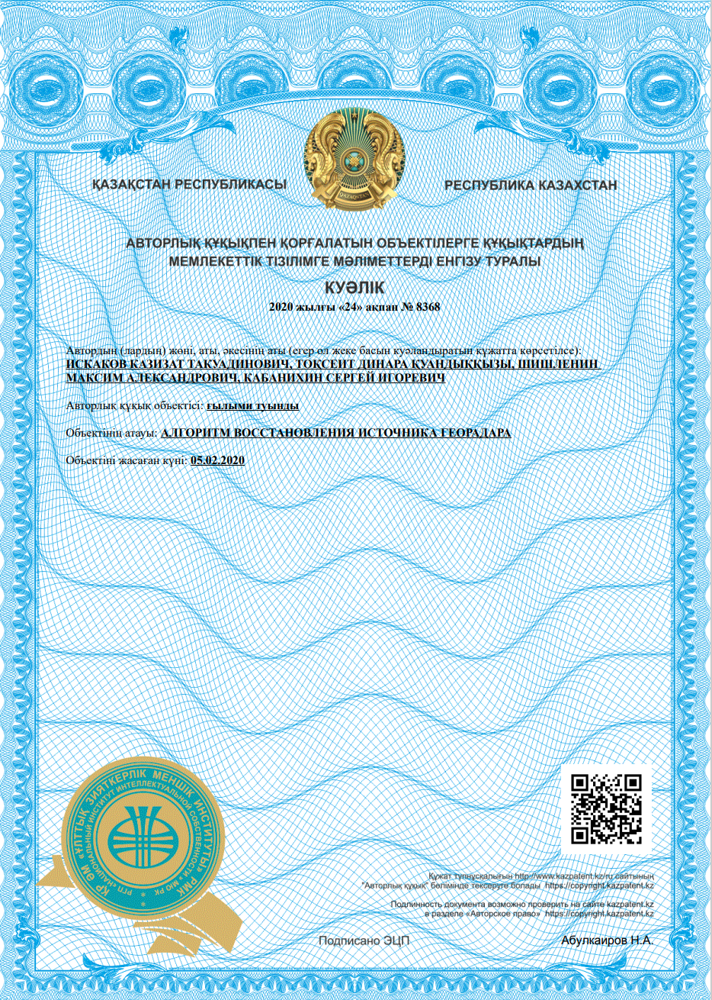 ҚАЗАҚСТАН РЕСПУБЛИКАСЫ
РЕСПУБЛИКА КАЗАХСТАН
QAZAQSTAN
АВТОРЛЫҚ ҚҰҚЫҚПЕН ҚОРҒАЛАТЫН ОБЪЕКТІЛЕРГЕ ҚҰҚЫҚТАРДЫҢ
МЕМЛЕКЕТТІК ТІЗІЛІМГЕ МӘЛІМЕТТЕРДІ ЕНГІЗУ ТУРАЛЫ
КУӘЛІК
2020 жылғы «24» ақпан № 8368
Автордың (лардың) жөні, аты, әкесінің аты (егер ол жеке басын куәландыратын құжатта көрсетілсе):
ИСКАКОВ КАЗИЗАТ ТАКУАДИНОВИЧ, ТОҚСЕИТ ДИНАРА ҚУАНДЫҚҚЫЗЫ, ШИШЛЕНИН
МАКСИМ АЛЕКСАНДРОВИЧ, КАБАНИХИН СЕРГЕЙ ИГОРЕВИЧ
Авторлық құқық объектісі: ғылыми туынды
Объектінің атауы: АЛГОРИТМ ВОССТАНОВЛЕНИЯ ИСТОЧНИКА ГЕОРАДАРА
Объектіні жасаған күні: 05.02.2020
ҚР ӘМ «ҰЛТТЫҚ ЗИЯТКЕРЛІК МЕНШІК ИНСТИТУТЫ» РМК
РГП «НАЦИОНАЛЬНЫЙ ИНСТИТУТ ИНТЕЛЛЕКТУАЛЬНОЙ СОБСТВЕННОСТИ» МЮ РК
Құжат түпнұсқалығын http://www.kazpatent.kz/ru сайтының
"Авторлық құқық" бөлімінде тексеруге болады https://copyright.kazpatent.kz
Подлинность документа возможно проверить на сайте kazpatent.kz
в разделе «Авторское право» https://copyright.kazpatent.kz
Подписано ЭЦП
Абулкаиров Н.А.